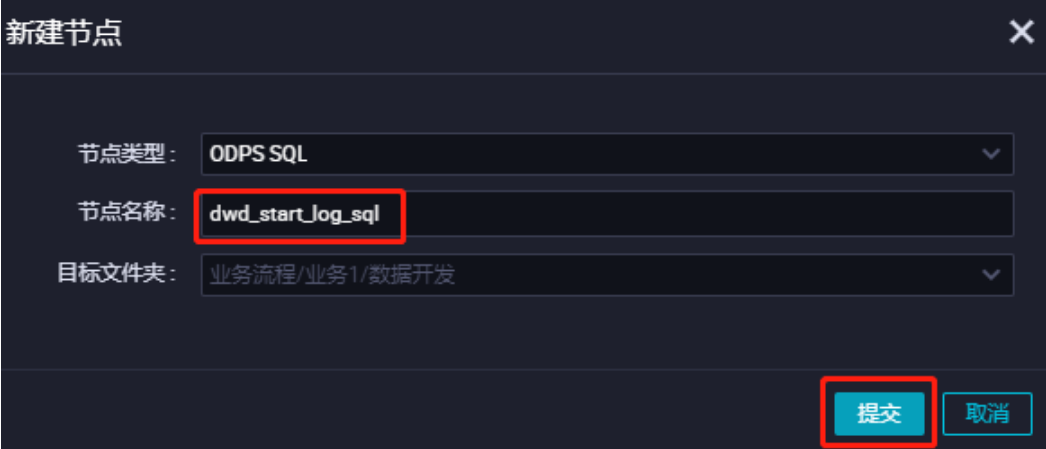 新建节点
节点类型： ODPS SQL
节点名称： dwd_start_log_sql
目标文件夹： 业务流程/业务1/数据开发
提交 取消